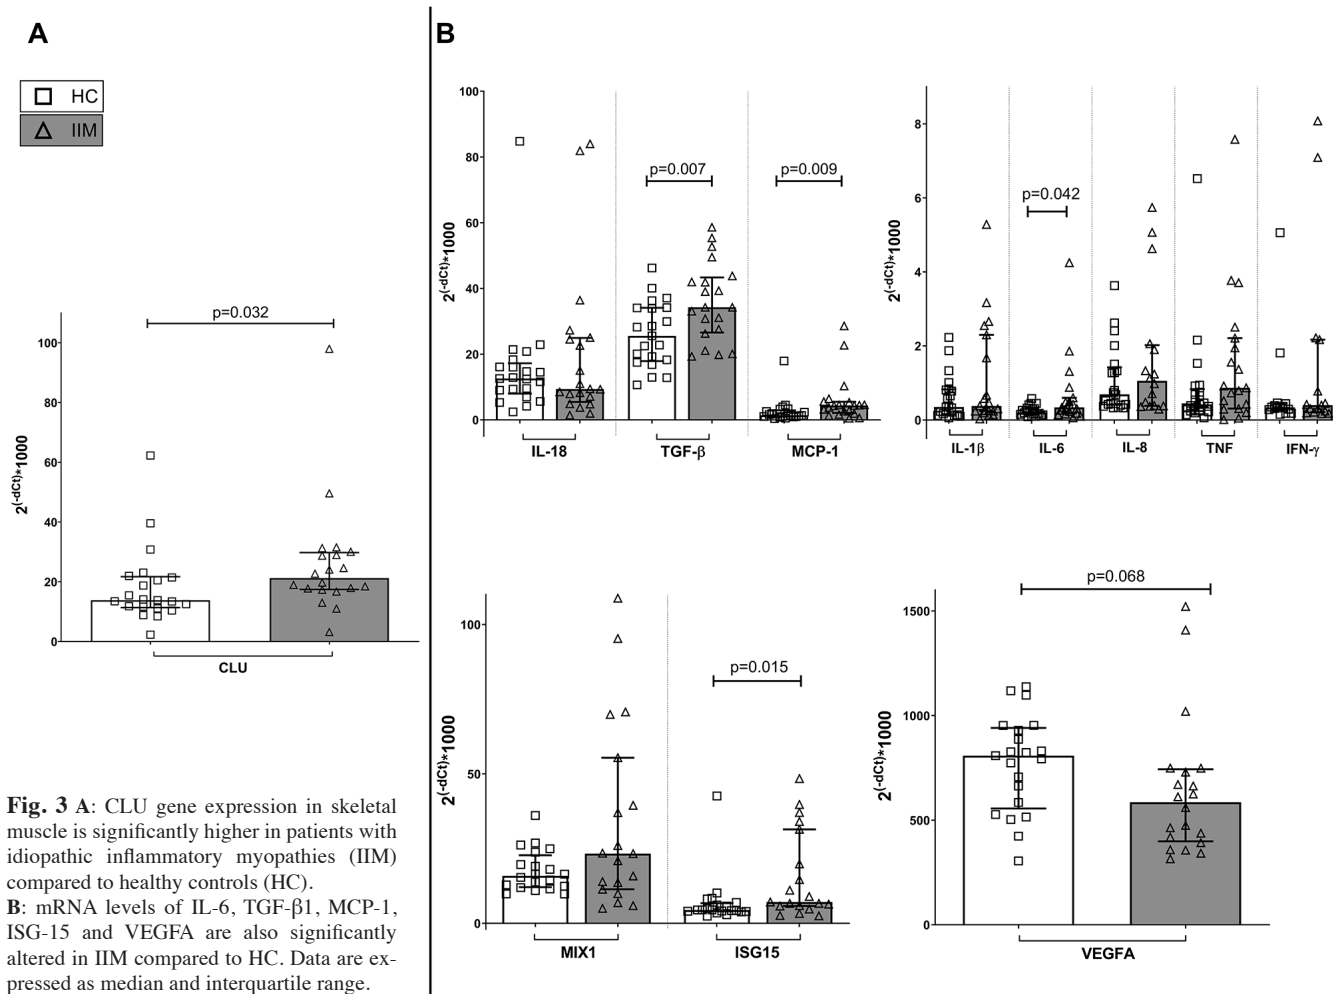 A
B
HC
IIM
p=0.032
2(-dCt)*1000
100
80
60
40
20
0
CLU
2(-dCt)*1000
100
80
60
40
20
0
p=0.007
p=0.009
IL-18
TGF-β
MCP-1
2(-dCt)*1000
8
6
4
2
0
p=0.042
IL-1β
IL-6
IL-8
TNF
IFN-γ
2(-dCt)*1000
100
50
0
p=0.015
MIX1
ISG15
2(-dCt)*1000
1500
1000
500
0
p=0.068
VEGFA
Fig. 3 A: CLU gene expression in skeletal
muscle is significantly higher in patients with
idiopathic inflammatory myopathies (IIM)
compared to healthy controls (HC).
B: mRNA levels of IL-6, TGF-β1, MCP-1,
ISG-15 and VEGFA are also significantly
altered in IIM compared to HC. Data are ex-
pressed as median and interquartile range.